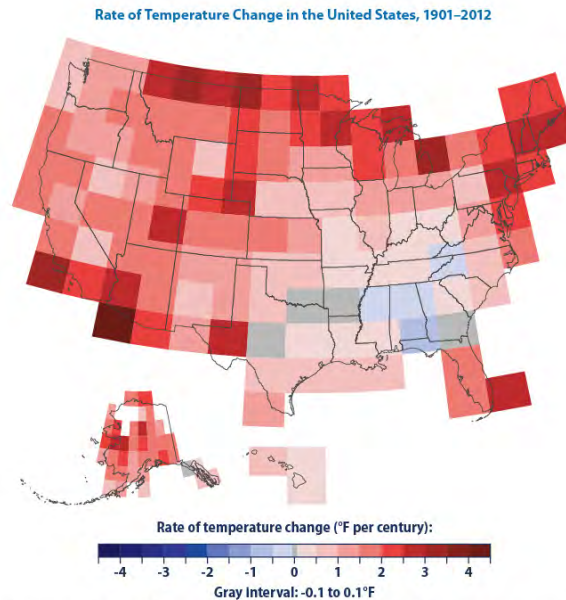 Rate of Temperature Change in the United States, 1901–2012
Rate of temperature change (°F per century):
-4 -3 -2 -1 0 1 2 3 4
Gray interval: -0.1 to 0.1°F